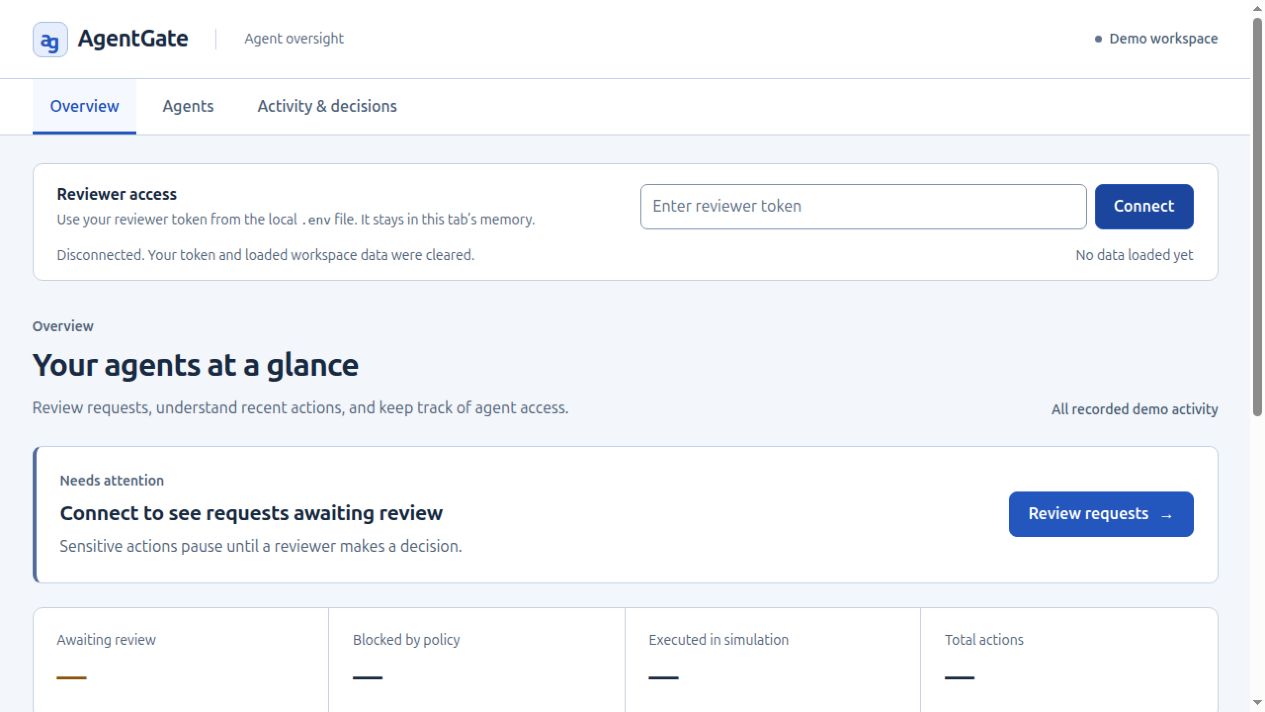 ag AgentGate Agent oversight Demo workspace
Overview Agents Activity & decisions
Reviewer access
Use your reviewer token from the local .env file. It stays in this tab's memory.
Enter reviewer token Connect
Disconnected. Your token and loaded workspace data were cleared. No data loaded yet
Overview
Your agents at a glance
Review requests, understand recent actions, and keep track of agent access. All recorded demo activity
Needs attention
Connect to see requests awaiting review
Sensitive actions pause until a reviewer makes a decision.
Review requests →
Awaiting review Blocked by policy Executed in simulation Total actions
— — — —